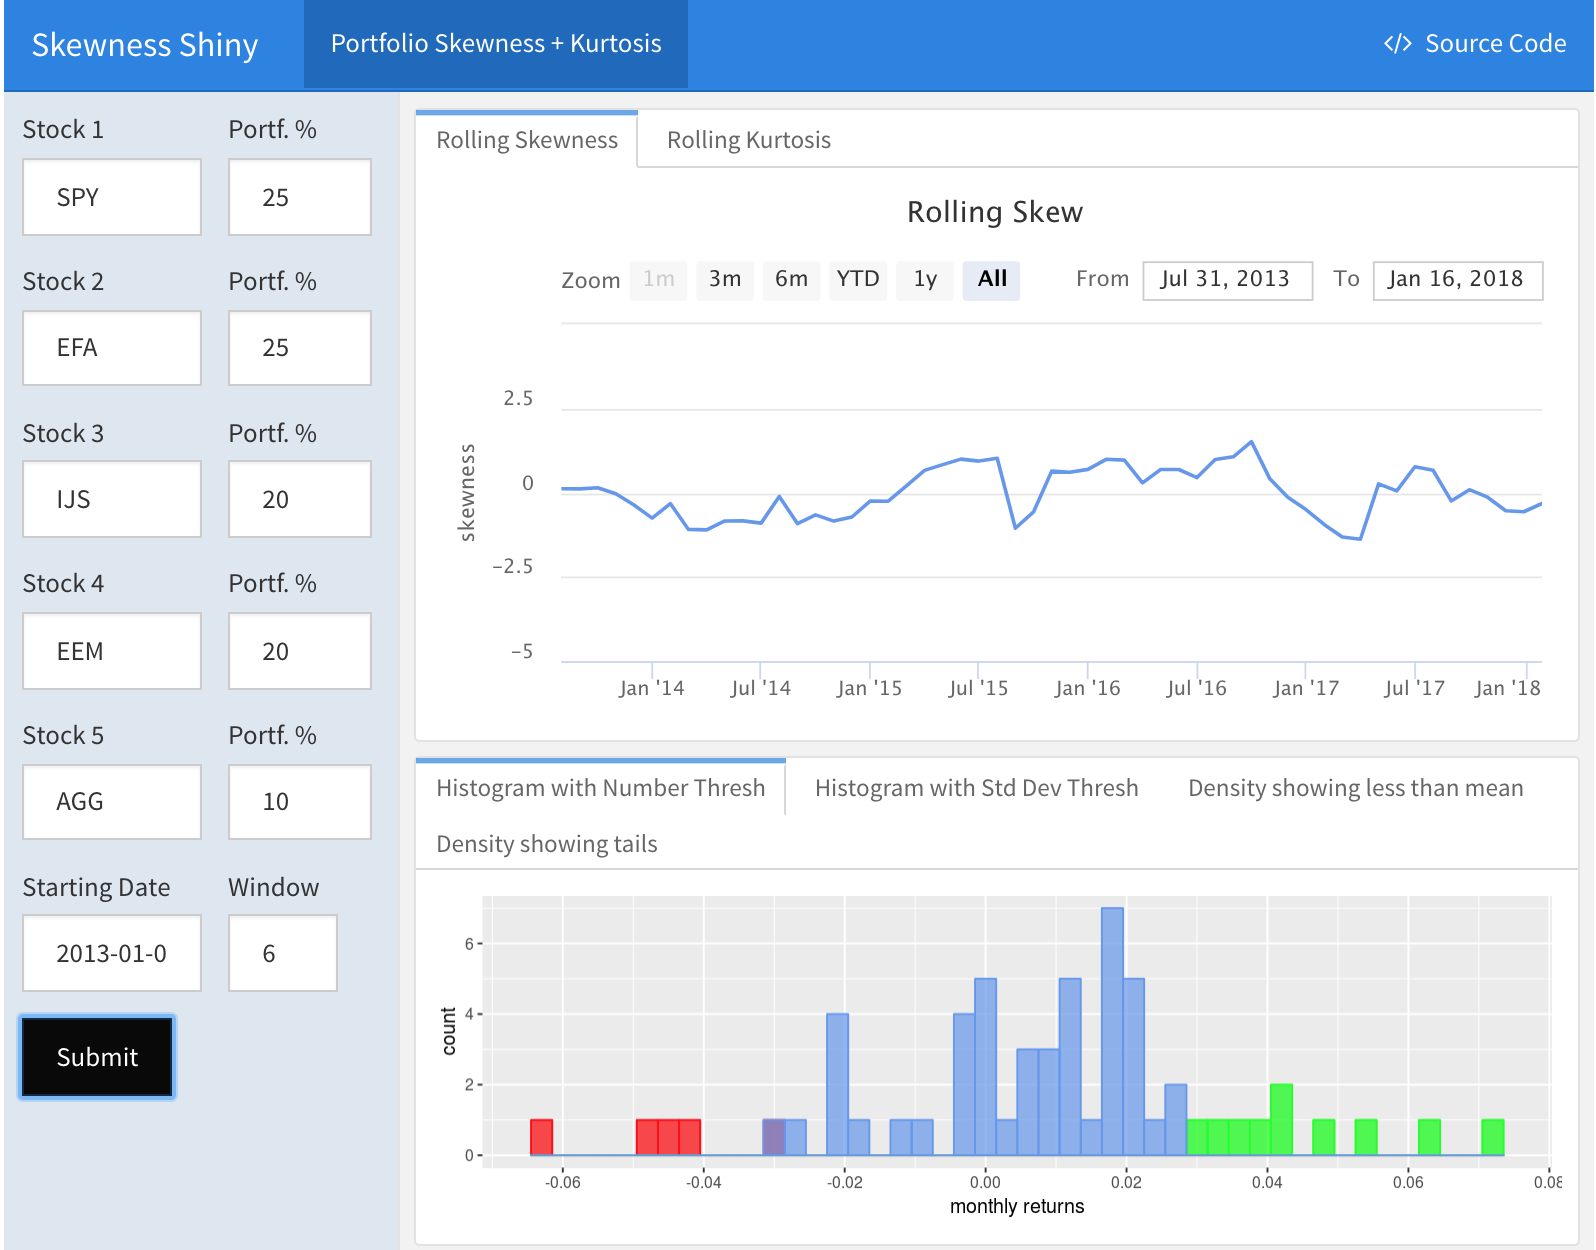 Skewness Shiny
Portfolio Skewness + Kurtosis
</> Source Code
Stock 1 Portf. %
SPY 25
Stock 2 Portf. %
EFA 25
Stock 3 Portf. %
IJS 20
Stock 4 Portf. %
EEM 20
Stock 5 Portf. %
AGG 10
Starting Date Window
2013-01-0 6
Submit
Rolling Skewness Rolling Kurtosis
Rolling Skew
Zoom 1m 3m 6m YTD 1y All From Jul 31, 2013 To Jan 16, 2018
skewness
2.5
0
−2.5
−5
Jan '14 Jul '14 Jan '15 Jul '15 Jan '16 Jul '16 Jan '17 Jul '17 Jan '18
Histogram with Number Thresh Histogram with Std Dev Thresh Density showing less than mean
Density showing tails
count
6
4
2
0
-0.06 -0.04 -0.02 0.00 0.02 0.04 0.06 0.08
monthly returns